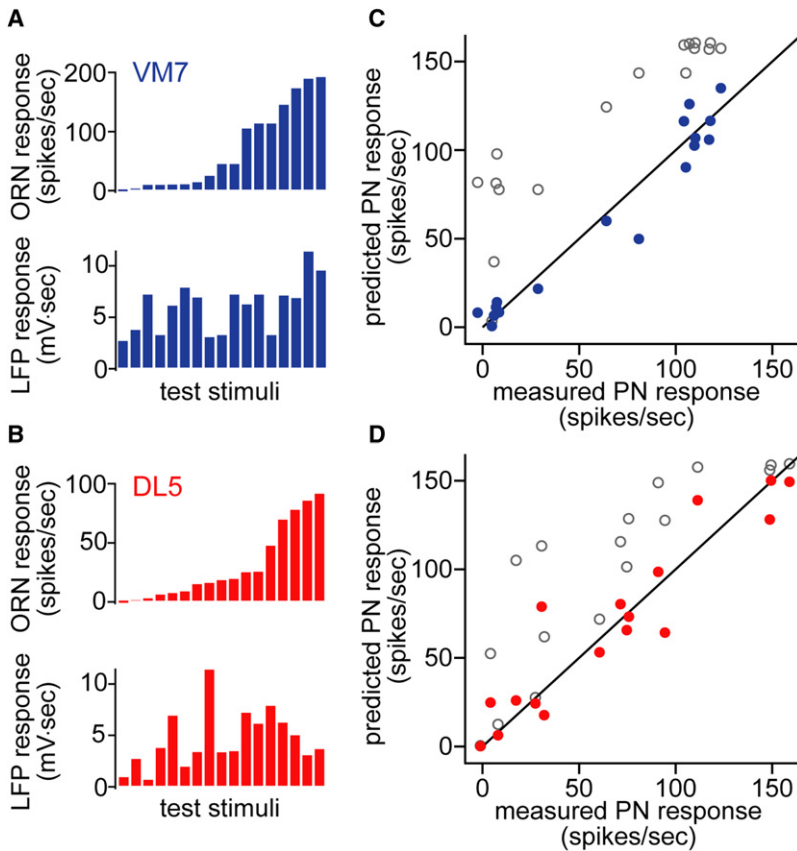 A
VM7
ORN response
(spikes/sec)
200
100
0
LFP response
(mV·sec)
10
5
0
test stimuli
B
DL5
ORN response
(spikes/sec)
100
50
0
LFP response
(mV·sec)
10
5
0
test stimuli
C
predicted PN response
(spikes/sec)
150
100
50
0
0 50 100 150
measured PN response
(spikes/sec)
D
predicted PN response
(spikes/sec)
150
100
50
0
0 50 100 150
measured PN response
(spikes/sec)